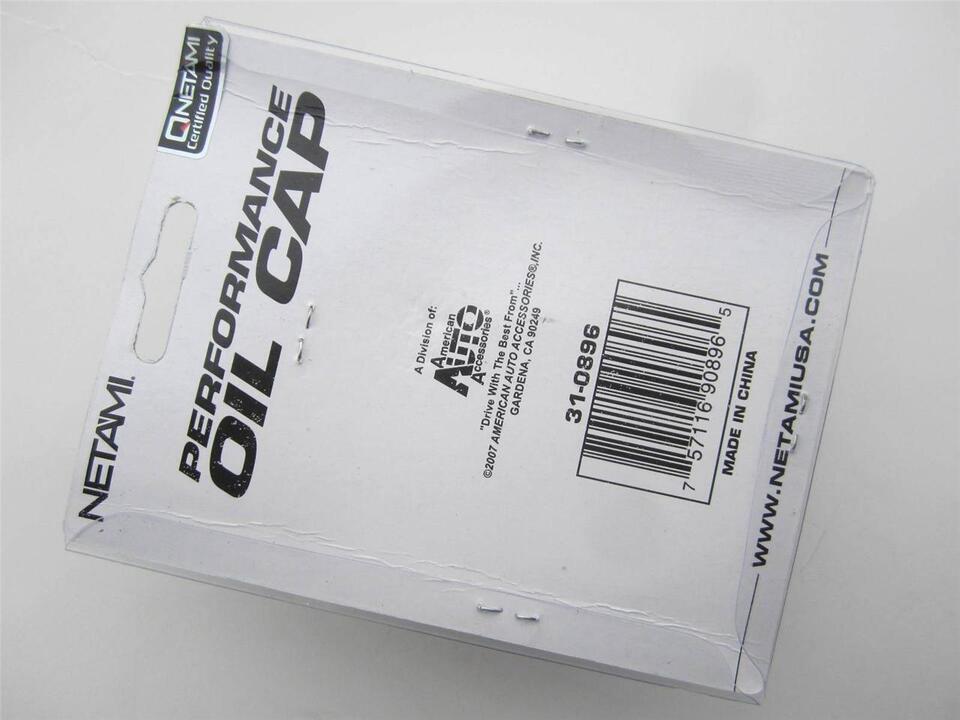 NETAMI
Certified Quality
NETAMI
PERFORMANCE
OIL CAP
A Division of:
American
AUTO
Accessories®
"Drive With The Best From"...
©2007 AMERICAN AUTO ACCESSORIES®,INC.
GARDENA, CA 90249
31-0896
7 57116 90896 5
MADE IN CHINA
WWW.NETAMIUSA.COM